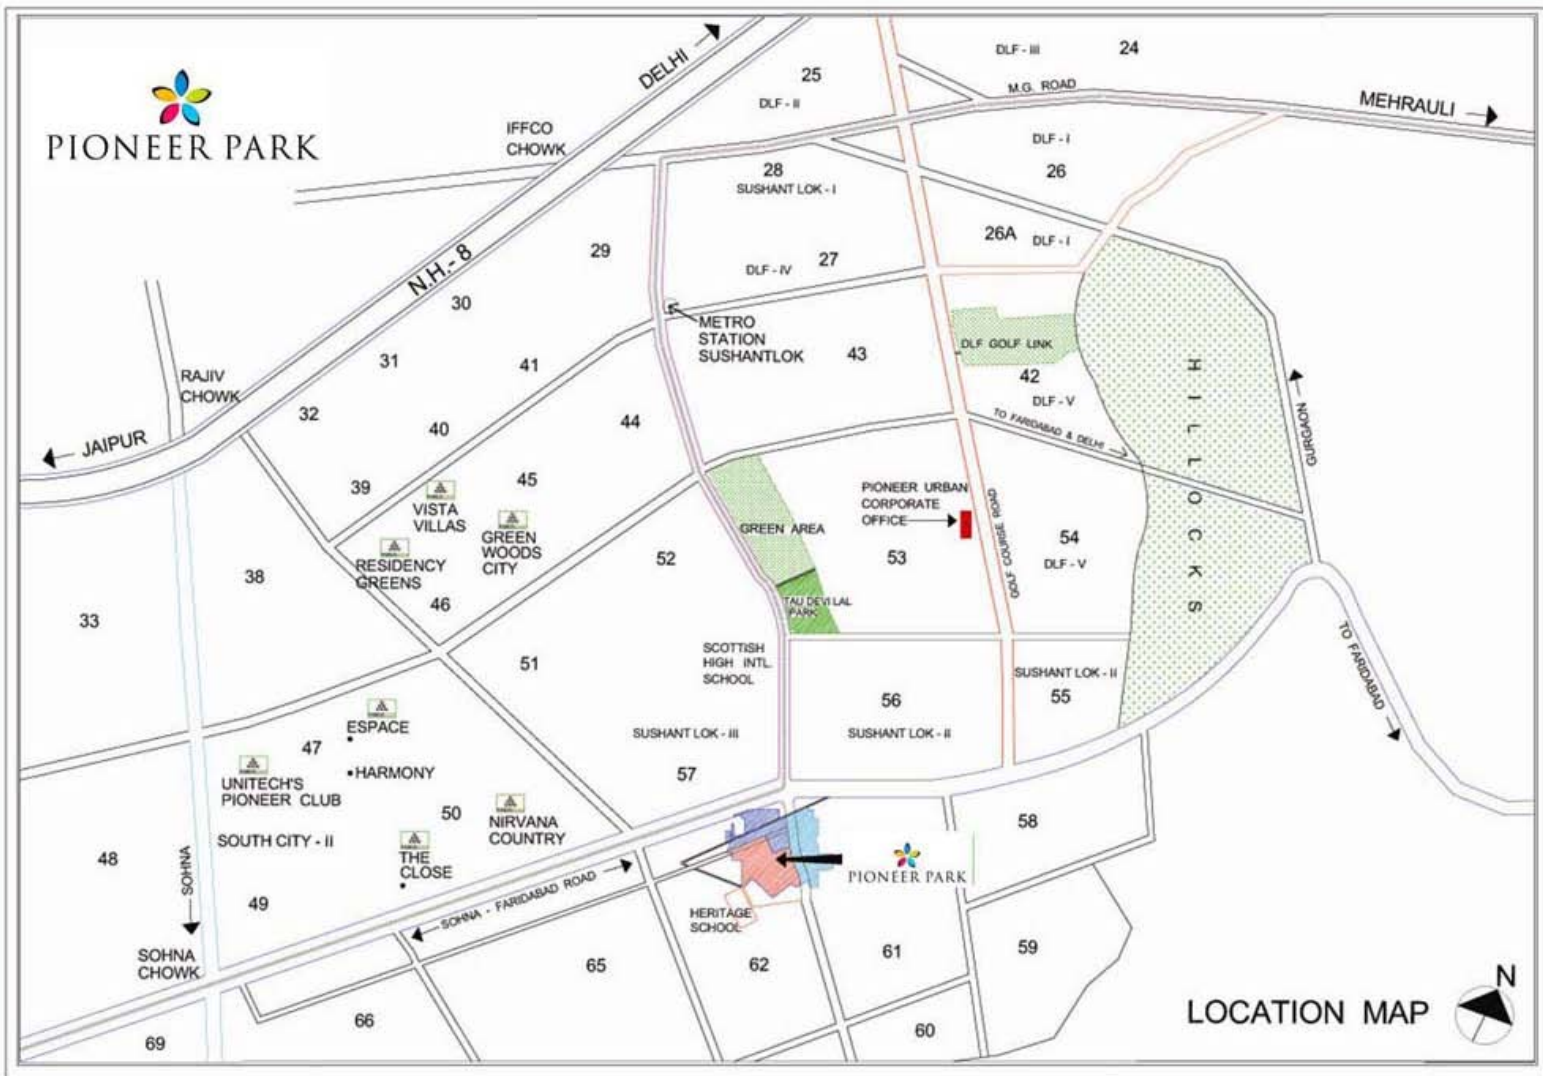 PIONEER PARK
DELHI
DLF - III
24
25
DLF - II
M.G. ROAD
MEHRAULI
IFFCO
CHOWK
DLF - I
26
28
SUSHANT LOK - I
26A
DLF - I
29
27
DLF - IV
N.H.- 8
30
METRO
STATION
SUSHANTLOK
43
DLF GOLF LINK
HILLOCKS
31
41
42
DLF - V
RAJIV
CHOWK
32
40
44
TO FARIDABAD & DELHI
GURGAON
JAIPUR
39
45
VISTA
VILLAS
GREEN
WOODS
CITY
PIONEER URBAN
CORPORATE
OFFICE
GOLF COURSE ROAD
GREEN AREA
54
DLF - V
53
52
RESIDENCY
GREENS
46
38
33
TAU DEVI LAL
PARK
51
SCOTTISH
HIGH INTL.
SCHOOL
SUSHANT LOK - II
55
56
SUSHANT LOK - II
TO FARIDABAD
ESPACE
47
HARMONY
SUSHANT LOK - III
57
UNITECH'S
PIONEER CLUB
50
NIRVANA
COUNTRY
SOUTH CITY - II
THE
CLOSE
58
48
SOHNA
PIONEER PARK
49
SOHNA - FARIDABAD ROAD
HERITAGE
SCHOOL
SOHNA
CHOWK
65
62
61
59
66
60
69
LOCATION MAP
N